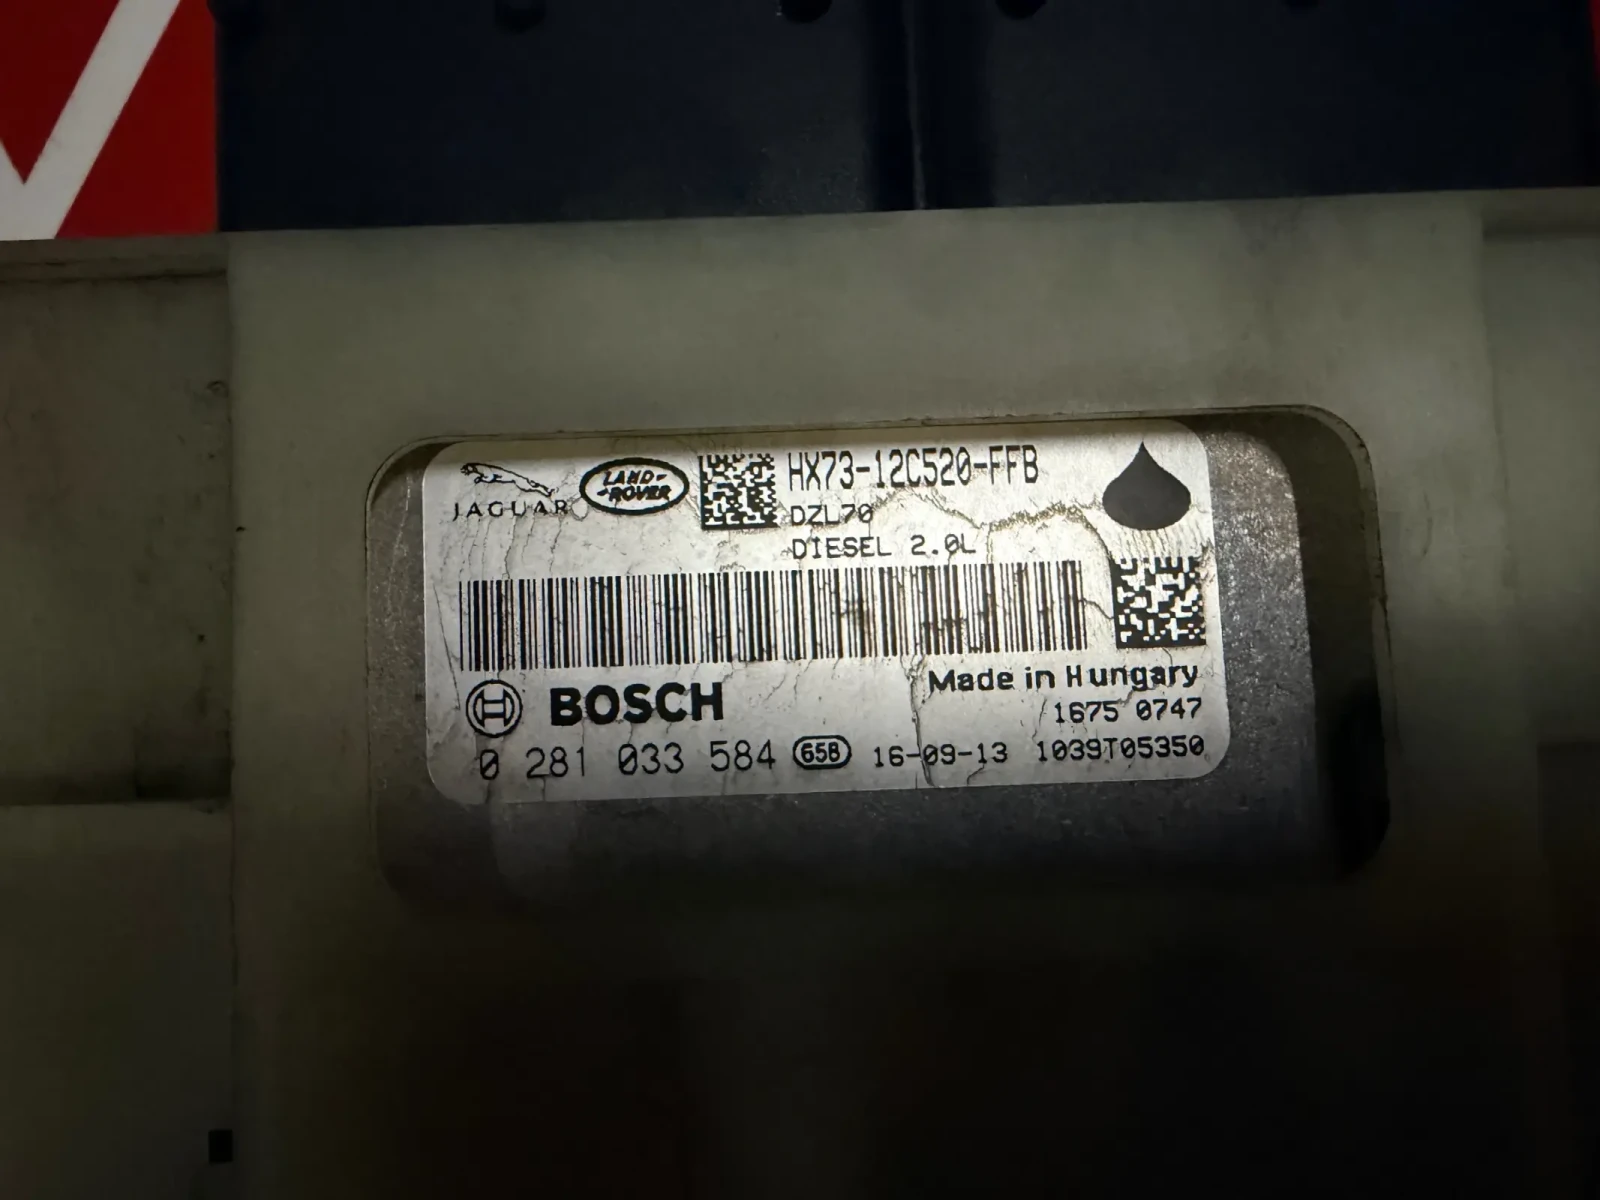 JAGUAR
LAND-
-ROVER
HX73-12C520-FFB
DZL70
DIESEL 2.0L
BOSCH
Made in Hungary
1675 0747
0 281 033 584 658 16-09-13 1039T05350